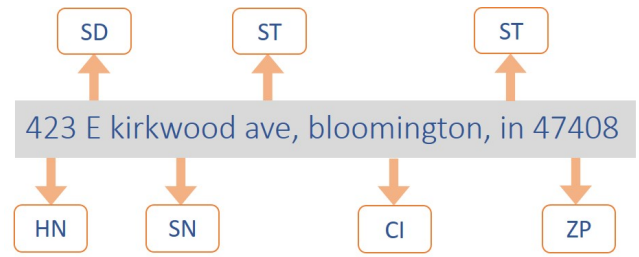 SD ST ST
423 E kirkwood ave, bloomington, in 47408
HN SN CI ZP